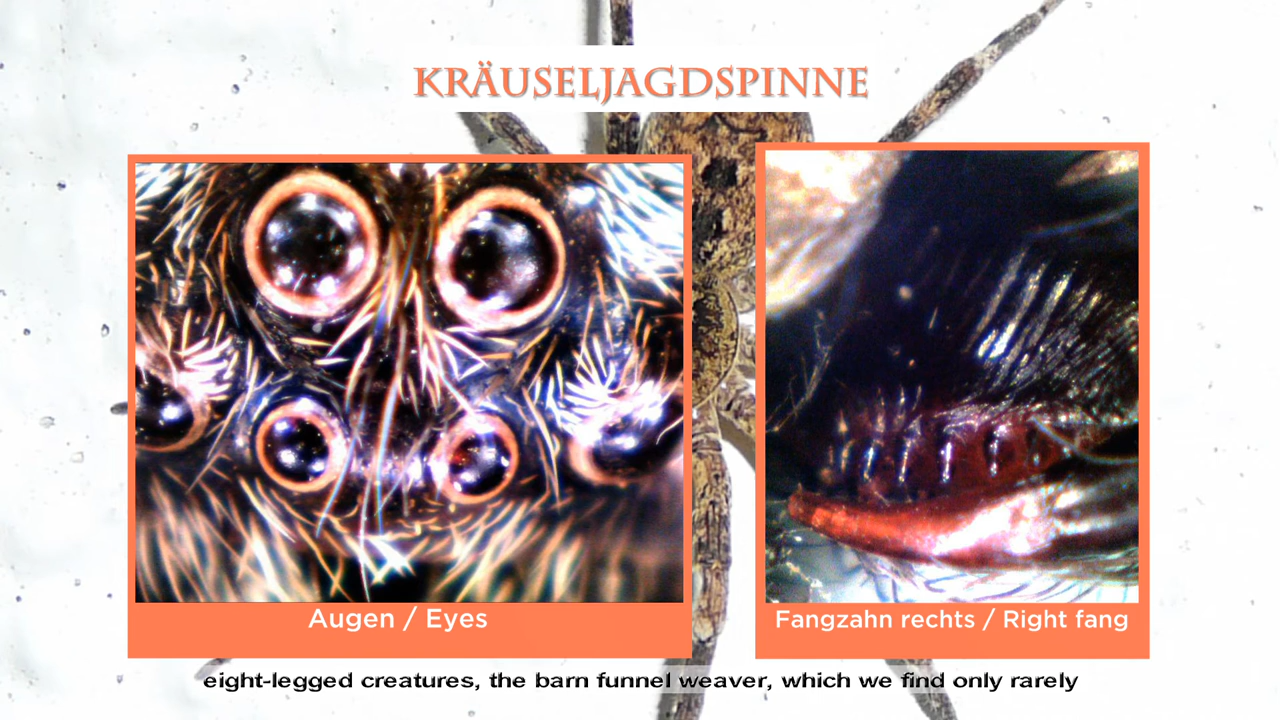 KRÄUSELJAGDSPINNE
Augen / Eyes
Fangzahn rechts / Right fang
eight-legged creatures, the barn funnel weaver, which we find only rarely